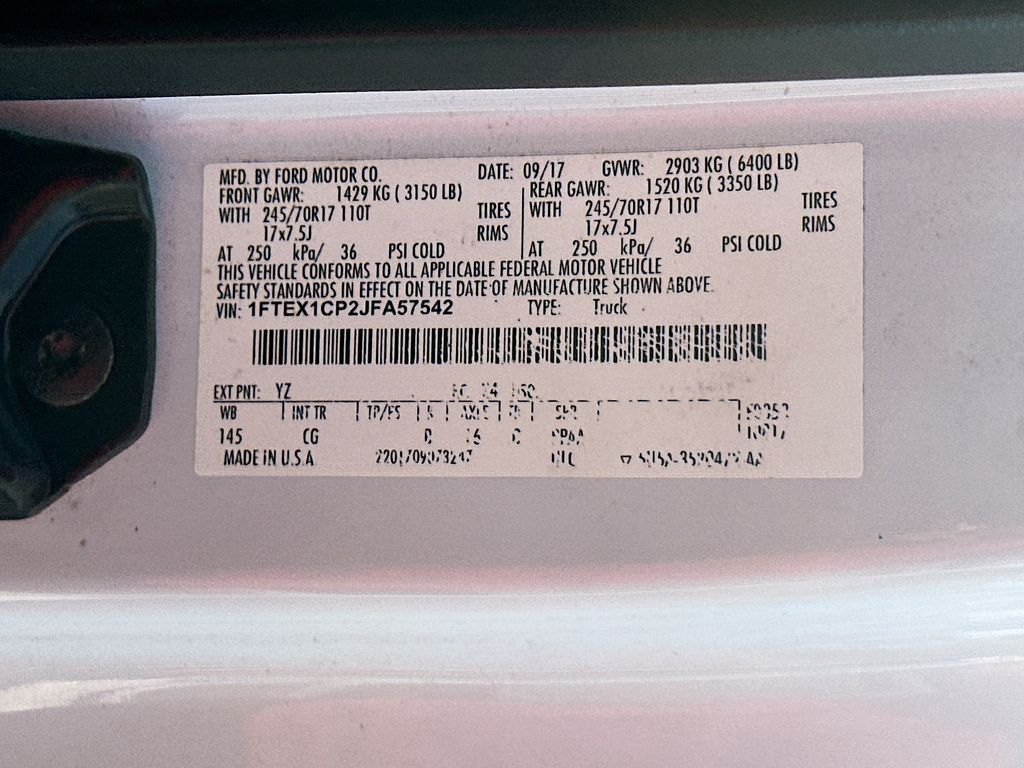 MFD. BY FORD MOTOR CO. DATE: 09/17 GVWR: 2903 KG ( 6400 LB)
FRONT GAWR: 1429 KG ( 3150 LB) REAR GAWR: 1520 KG ( 3350 LB)
WITH 245/70R17 110T TIRES WITH 245/70R17 110T TIRES
17x7.5J RIMS 17x7.5J RIMS
AT 250 kPa/ 36 PSI COLD AT 250 kPa/ 36 PSI COLD
THIS VEHICLE CONFORMS TO ALL APPLICABLE FEDERAL MOTOR VEHICLE
SAFETY STANDARDS IN EFFECT ON THE DATE OF MANUFACTURE SHOWN ABOVE.
VIN: 1FTEX1CP2JFA57542 TYPE: Truck
EXT PNT: YZ
WB INT TR TP/PS R AXLE SPR
145 CG
MADE IN U.S.A